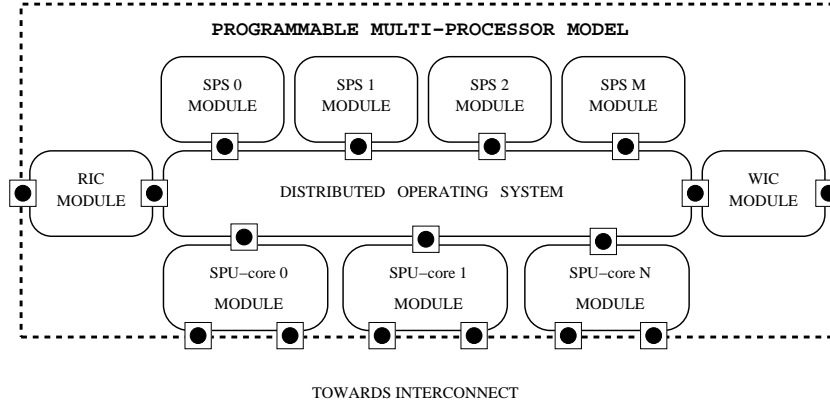 PROGRAMMABLE MULTI−PROCESSOR MODEL
SPS 0
MODULE
SPS 1
MODULE
SPS 2
MODULE
SPS M
MODULE
RIC
MODULE
DISTRIBUTED OPERATING SYSTEM
WIC
MODULE
SPU−core 0
MODULE
SPU−core 1
MODULE
SPU−core N
MODULE
TOWARDS INTERCONNECT